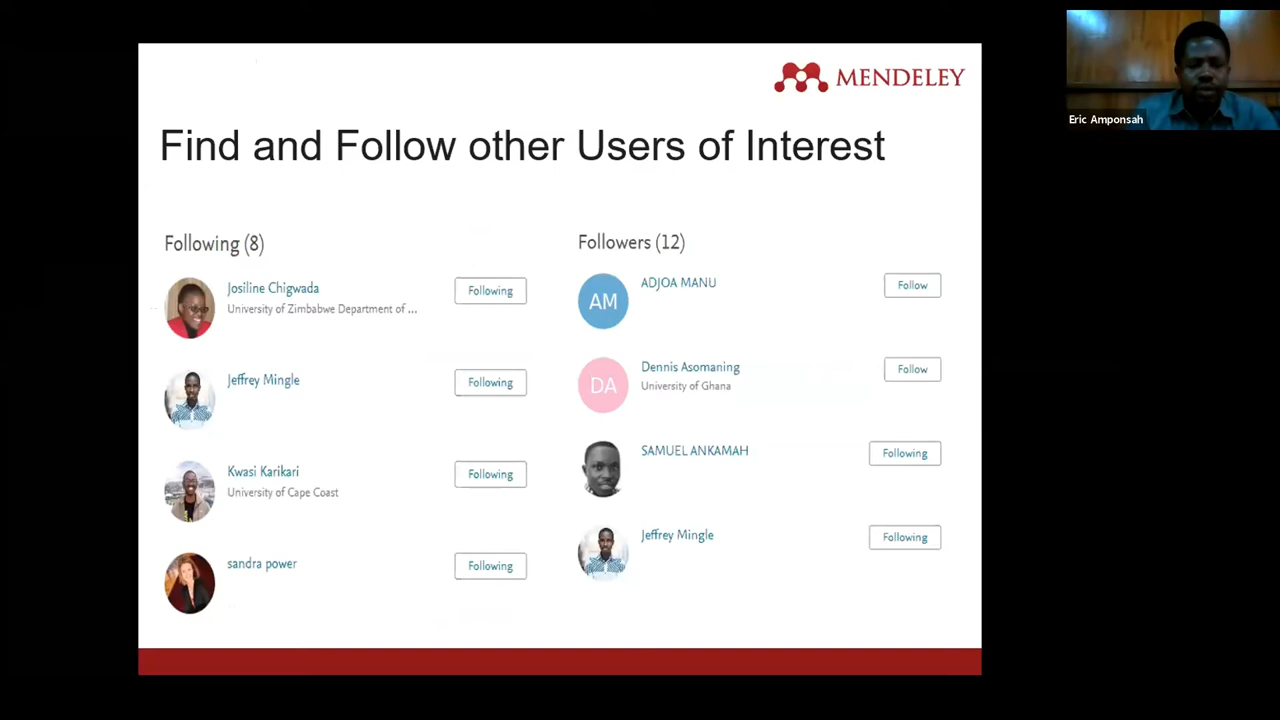 MENDELEY
Eric Amponsah
Find and Follow other Users of Interest
Following (8)
Josiline Chigwada
University of Zimbabwe Department of ...
Following
Jeffrey Mingle
Following
Kwasi Karikari
University of Cape Coast
Following
sandra power
Following
Followers (12)
AM
ADJOA MANU
Follow
DA
Dennis Asomaning
University of Ghana
Follow
SAMUEL ANKAMAH
Following
Jeffrey Mingle
Following